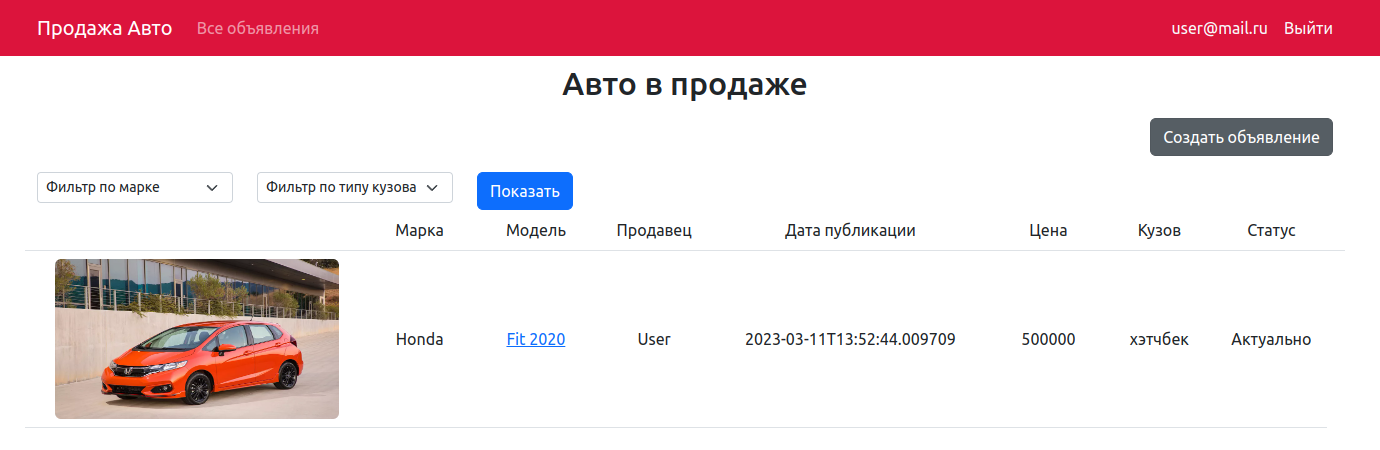 Продажа Авто Все объявления user@mail.ru Выйти
Авто в продаже
Создать объявление
Фильтр по марке Фильтр по типу кузова Показать
Марка Модель Продавец Дата публикации Цена Кузов Статус
Honda Fit 2020 User 2023-03-11T13:52:44.009709 500000 хэтчбек Актуально